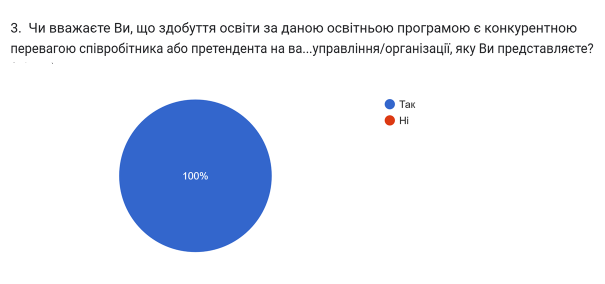 3. Чи вважаєте Ви, що здобуття освіти за даною освітньою програмою є конкурентною
перевагою співробітника або претендента на ва...управління/організації, яку Ви представляєте?
Так
Ні
100%